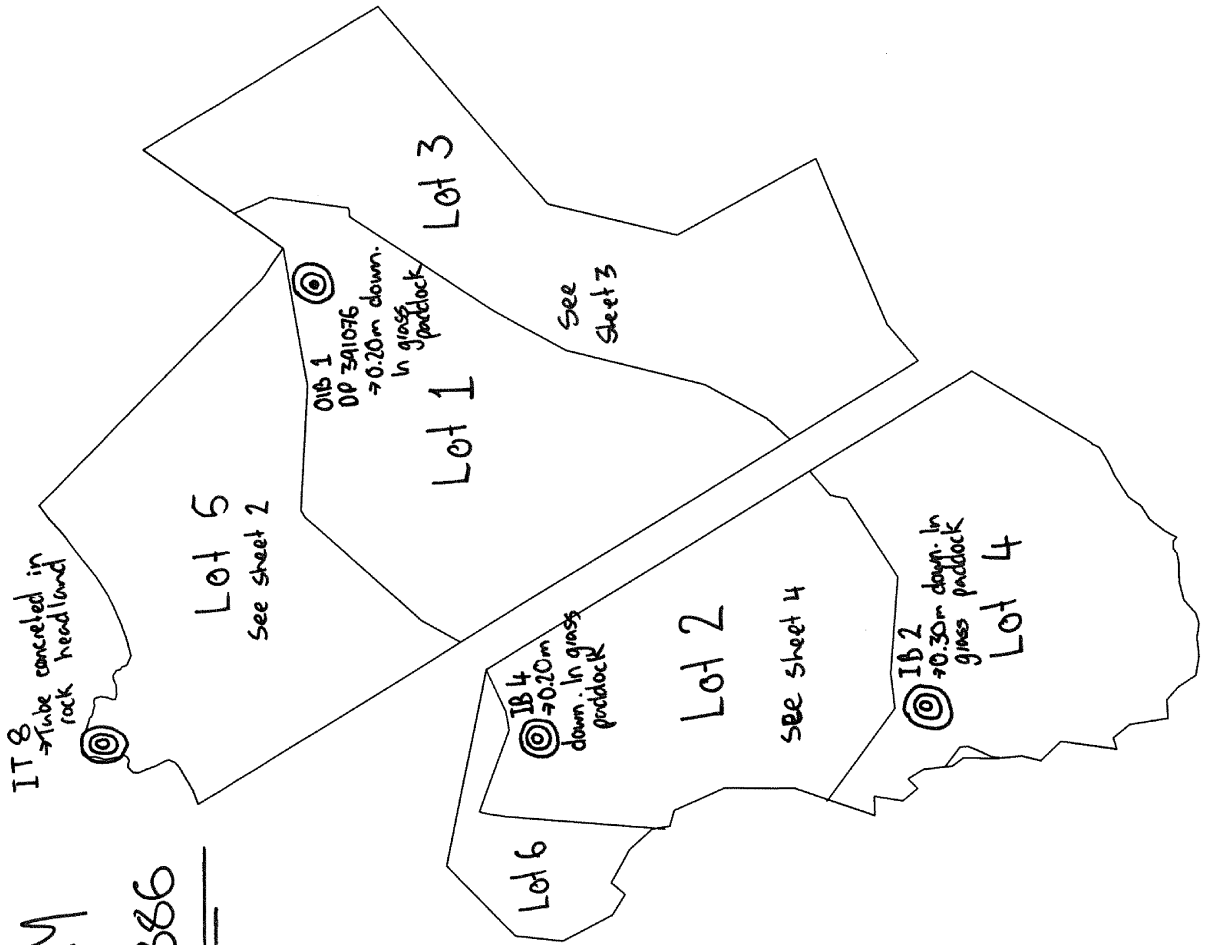 IT 8
→Tube concreted in
rock headland
Lot 5
See sheet 2
OIB 1
DP 391076
→0.20m down.
In grass
paddock
Lot 1
Lot 3
See
Sheet 3
IB 4
→0.20m
down. In grass
paddock
Lot 2
See sheet 4
IB 2
→0.30m down. In
grass paddock
Lot 4
Lot 6
386